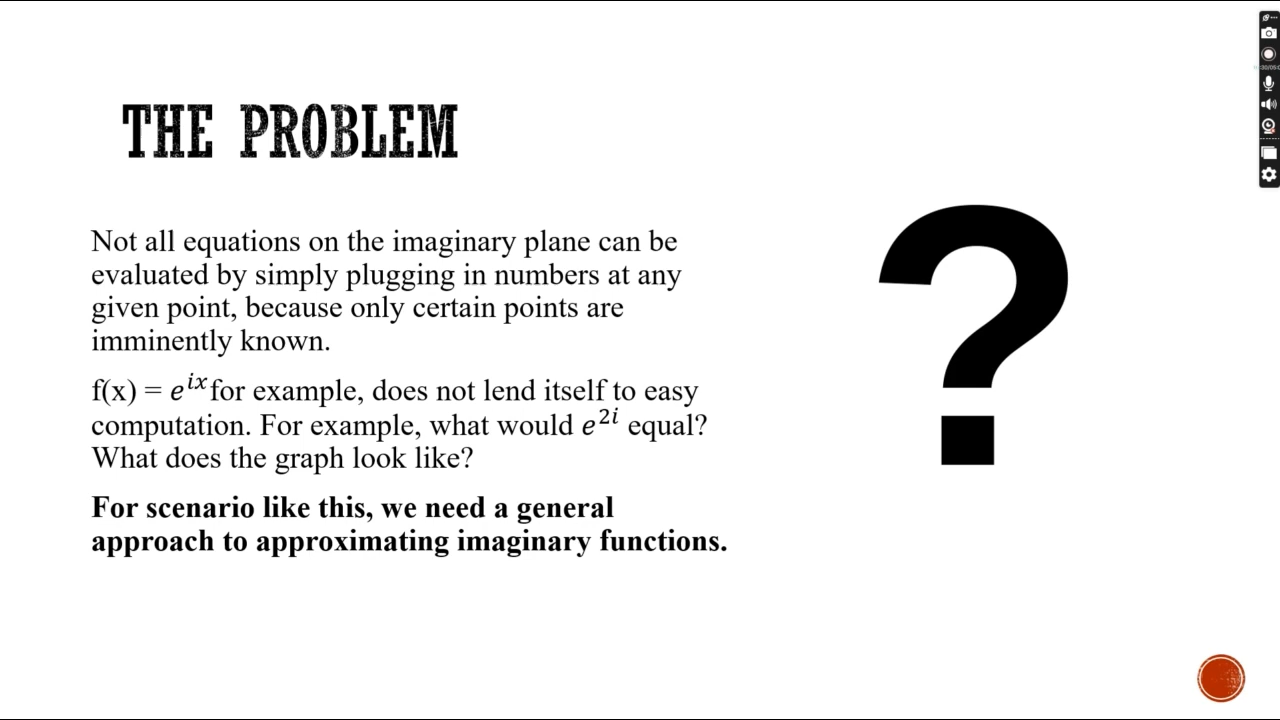 THE PROBLEM
Not all equations on the imaginary plane can be
evaluated by simply plugging in numbers at any
given point, because only certain points are
imminently known.
f(x) = e^{ix} for example, does not lend itself to easy
computation. For example, what would e^{2i} equal?
What does the graph look like?
For scenario like this, we need a general
approach to approximating imaginary functions.
?